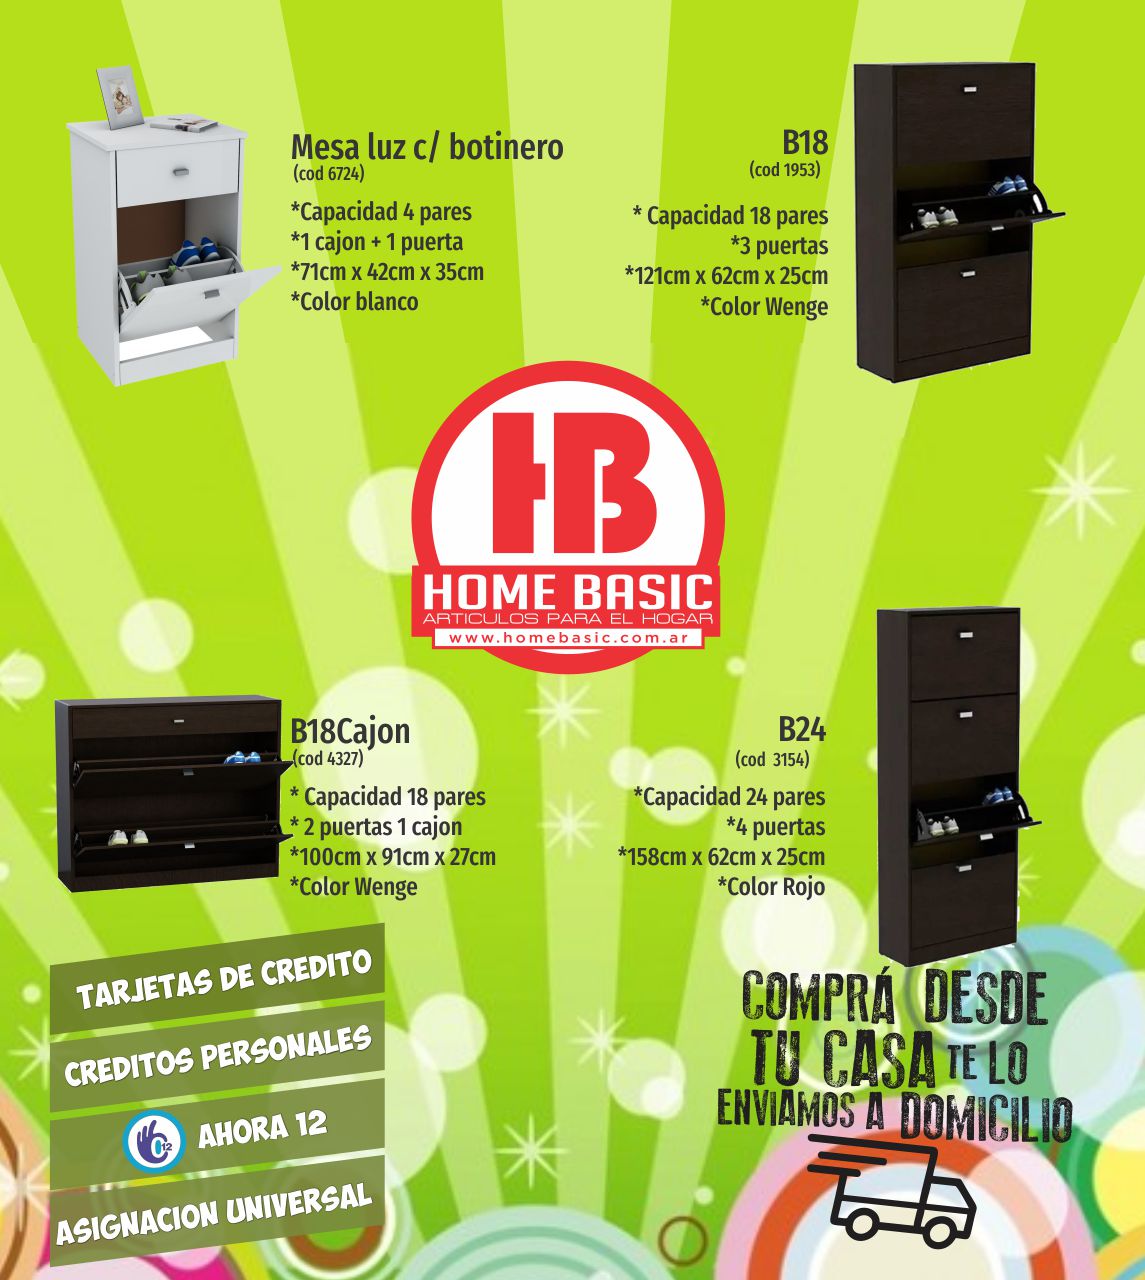 Mesa luz c/ botinero
(cod 6724)
*Capacidad 4 pares
*1 cajon + 1 puerta
*71cm x 42cm x 35cm
*Color blanco
B18
(cod 1953)
* Capacidad 18 pares
*3 puertas
*121cm x 62cm x 25cm
*Color Wenge
HB
HOME BASIC
ARTICULOS PARA EL HOGAR
www.homebasic.com.ar
B18Cajon
(cod 4327)
* Capacidad 18 pares
* 2 puertas 1 cajon
*100cm x 91cm x 27cm
*Color Wenge
B24
(cod 3154)
*Capacidad 24 pares
*4 puertas
*158cm x 62cm x 25cm
*Color Rojo
TARJETAS DE CREDITO
CREDITOS PERSONALES
12 AHORA 12
ASIGNACION UNIVERSAL
COMPRÁ DESDE
TU CASA TE LO
ENVIAMOS A DOMICILIO